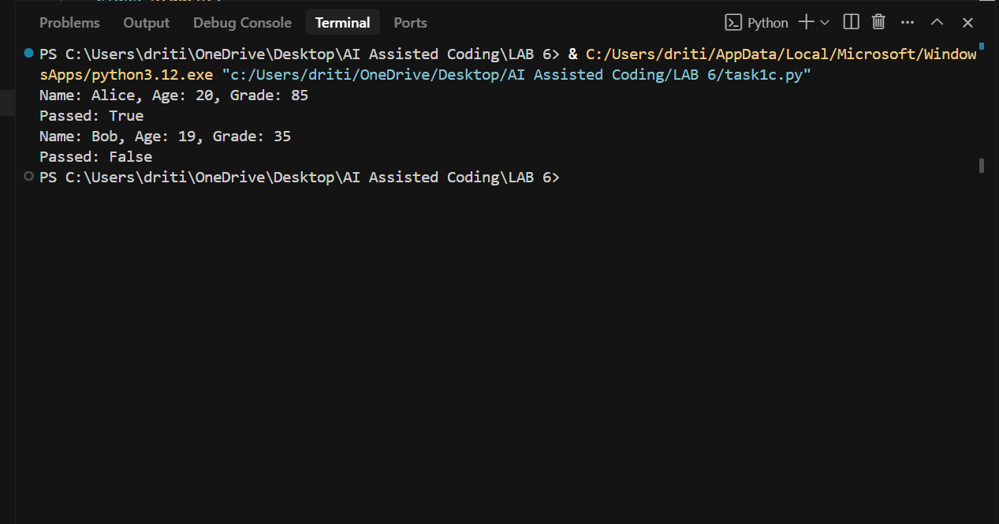 Problems Output Debug Console Terminal Ports Python
PS C:\Users\driti\OneDrive\Desktop\AI Assisted Coding\LAB 6> & C:/Users/driti/AppData/Local/Microsoft/Window
sApps/python3.12.exe "c:/Users/driti/OneDrive/Desktop/AI Assisted Coding/LAB 6/task1c.py"
Name: Alice, Age: 20, Grade: 85
Passed: True
Name: Bob, Age: 19, Grade: 35
Passed: False
PS C:\Users\driti\OneDrive\Desktop\AI Assisted Coding\LAB 6>